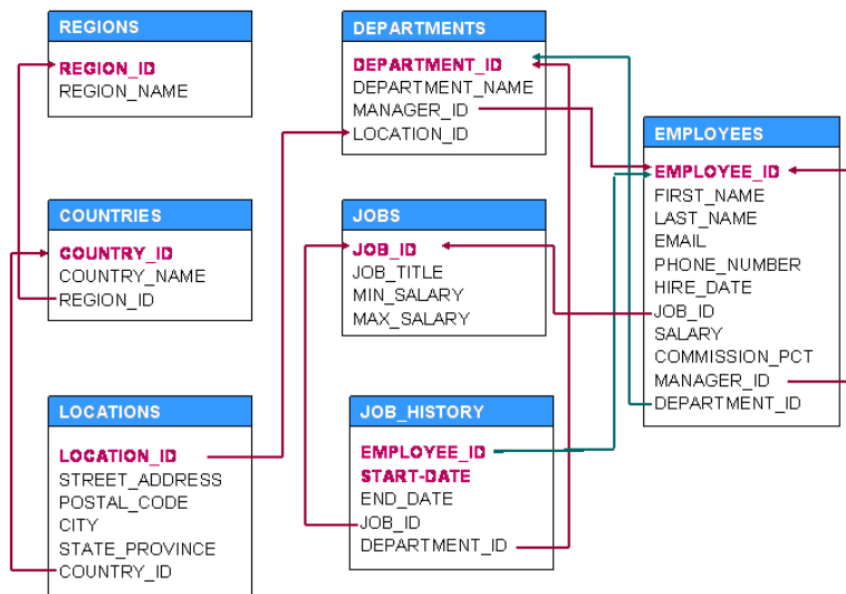 REGIONS
REGION_ID
REGION_NAME
DEPARTMENTS
DEPARTMENT_ID
DEPARTMENT_NAME
MANAGER_ID
LOCATION_ID
EMPLOYEES
EMPLOYEE_ID
FIRST_NAME
LAST_NAME
EMAIL
PHONE_NUMBER
HIRE_DATE
JOB_ID
SALARY
COMMISSION_PCT
MANAGER_ID
DEPARTMENT_ID
COUNTRIES
COUNTRY_ID
COUNTRY_NAME
REGION_ID
JOBS
JOB_ID
JOB_TITLE
MIN_SALARY
MAX_SALARY
LOCATIONS
LOCATION_ID
STREET_ADDRESS
POSTAL_CODE
CITY
STATE_PROVINCE
COUNTRY_ID
JOB_HISTORY
EMPLOYEE_ID
START-DATE
END_DATE
JOB_ID
DEPARTMENT_ID